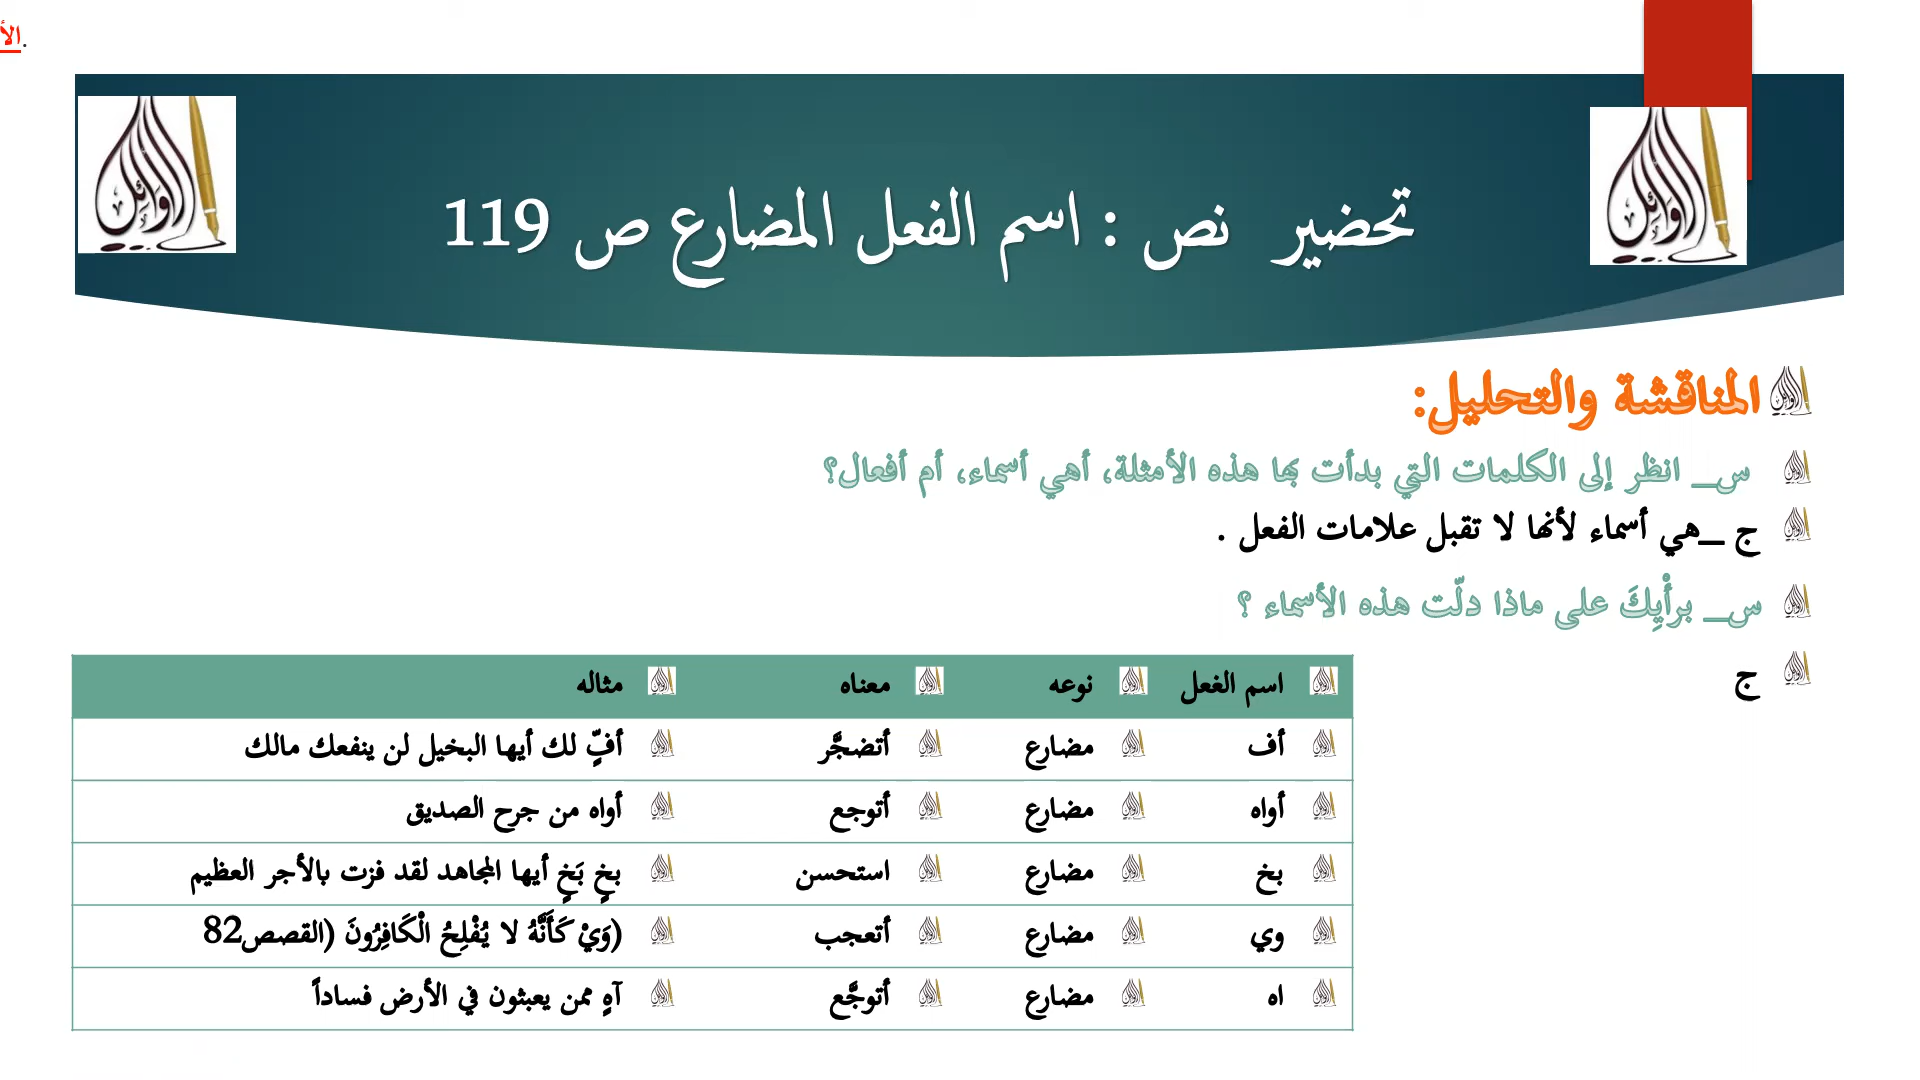 .الأ
تحضير نص : اسم الفعل المضارع ص 119
المناقشة والتحليل:
س_ انظر إلى الكلمات التي بدأت بها هذه الأمثلة، أهي أسماء، أم أفعال؟
ج _هي أسماء لأنها لا تقبل علامات الفعل .
س_ برأْيِكَ على ماذا دلّت هذه الأسماء ؟
ج
اسم الغعل نوعه معناه مثاله
أف مضارع أتضجَّر أفٍّ لك أيها البخيل لن ينفعك مالك
أواه مضارع أتوجع أواه من جرح الصديق
بخ مضارع استحسن بخٍ بَخٍ أيها المجاهد لقد فزت بالأجر العظيم
وي مضارع أتعجب (وَيْ كَأَنَّهُ لا يُفْلِحُ الْكَافِرُونَ (القصص82
اه مضارع أتوجَّع آهٍ ممن يعبثون في الأرض فساداً